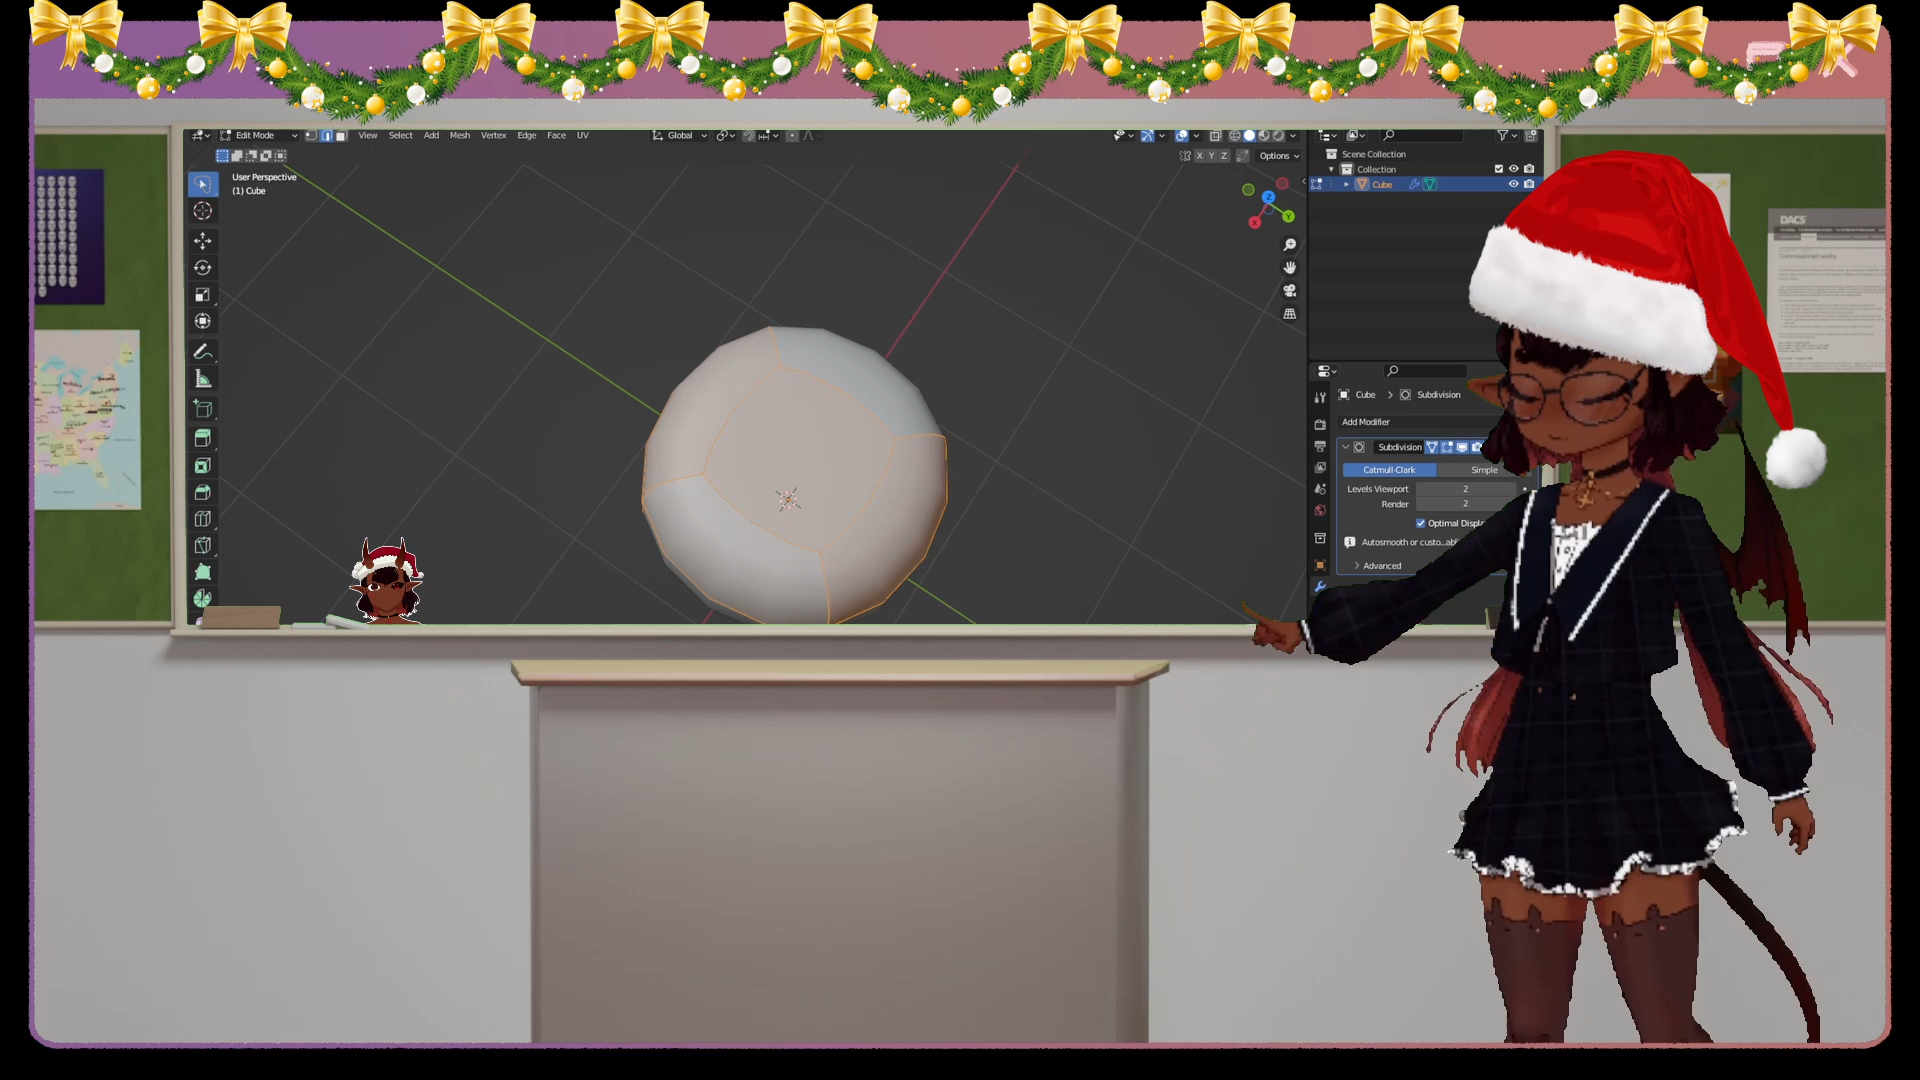 Edit Mode
View Select Add Mesh Vertex Edge Face UV
Global
X Y Z
Options
User Perspective
(1) Cube
Z
Y
X
Scene Collection
Collection
Cube
Cube > Subdivision
Add Modifier
Subdivision
Catmull-Clark Simple
Levels Viewport 2
Render 2
Optimal Displ
Autosmooth or custo..
Advanced
DACS
Commissioned works